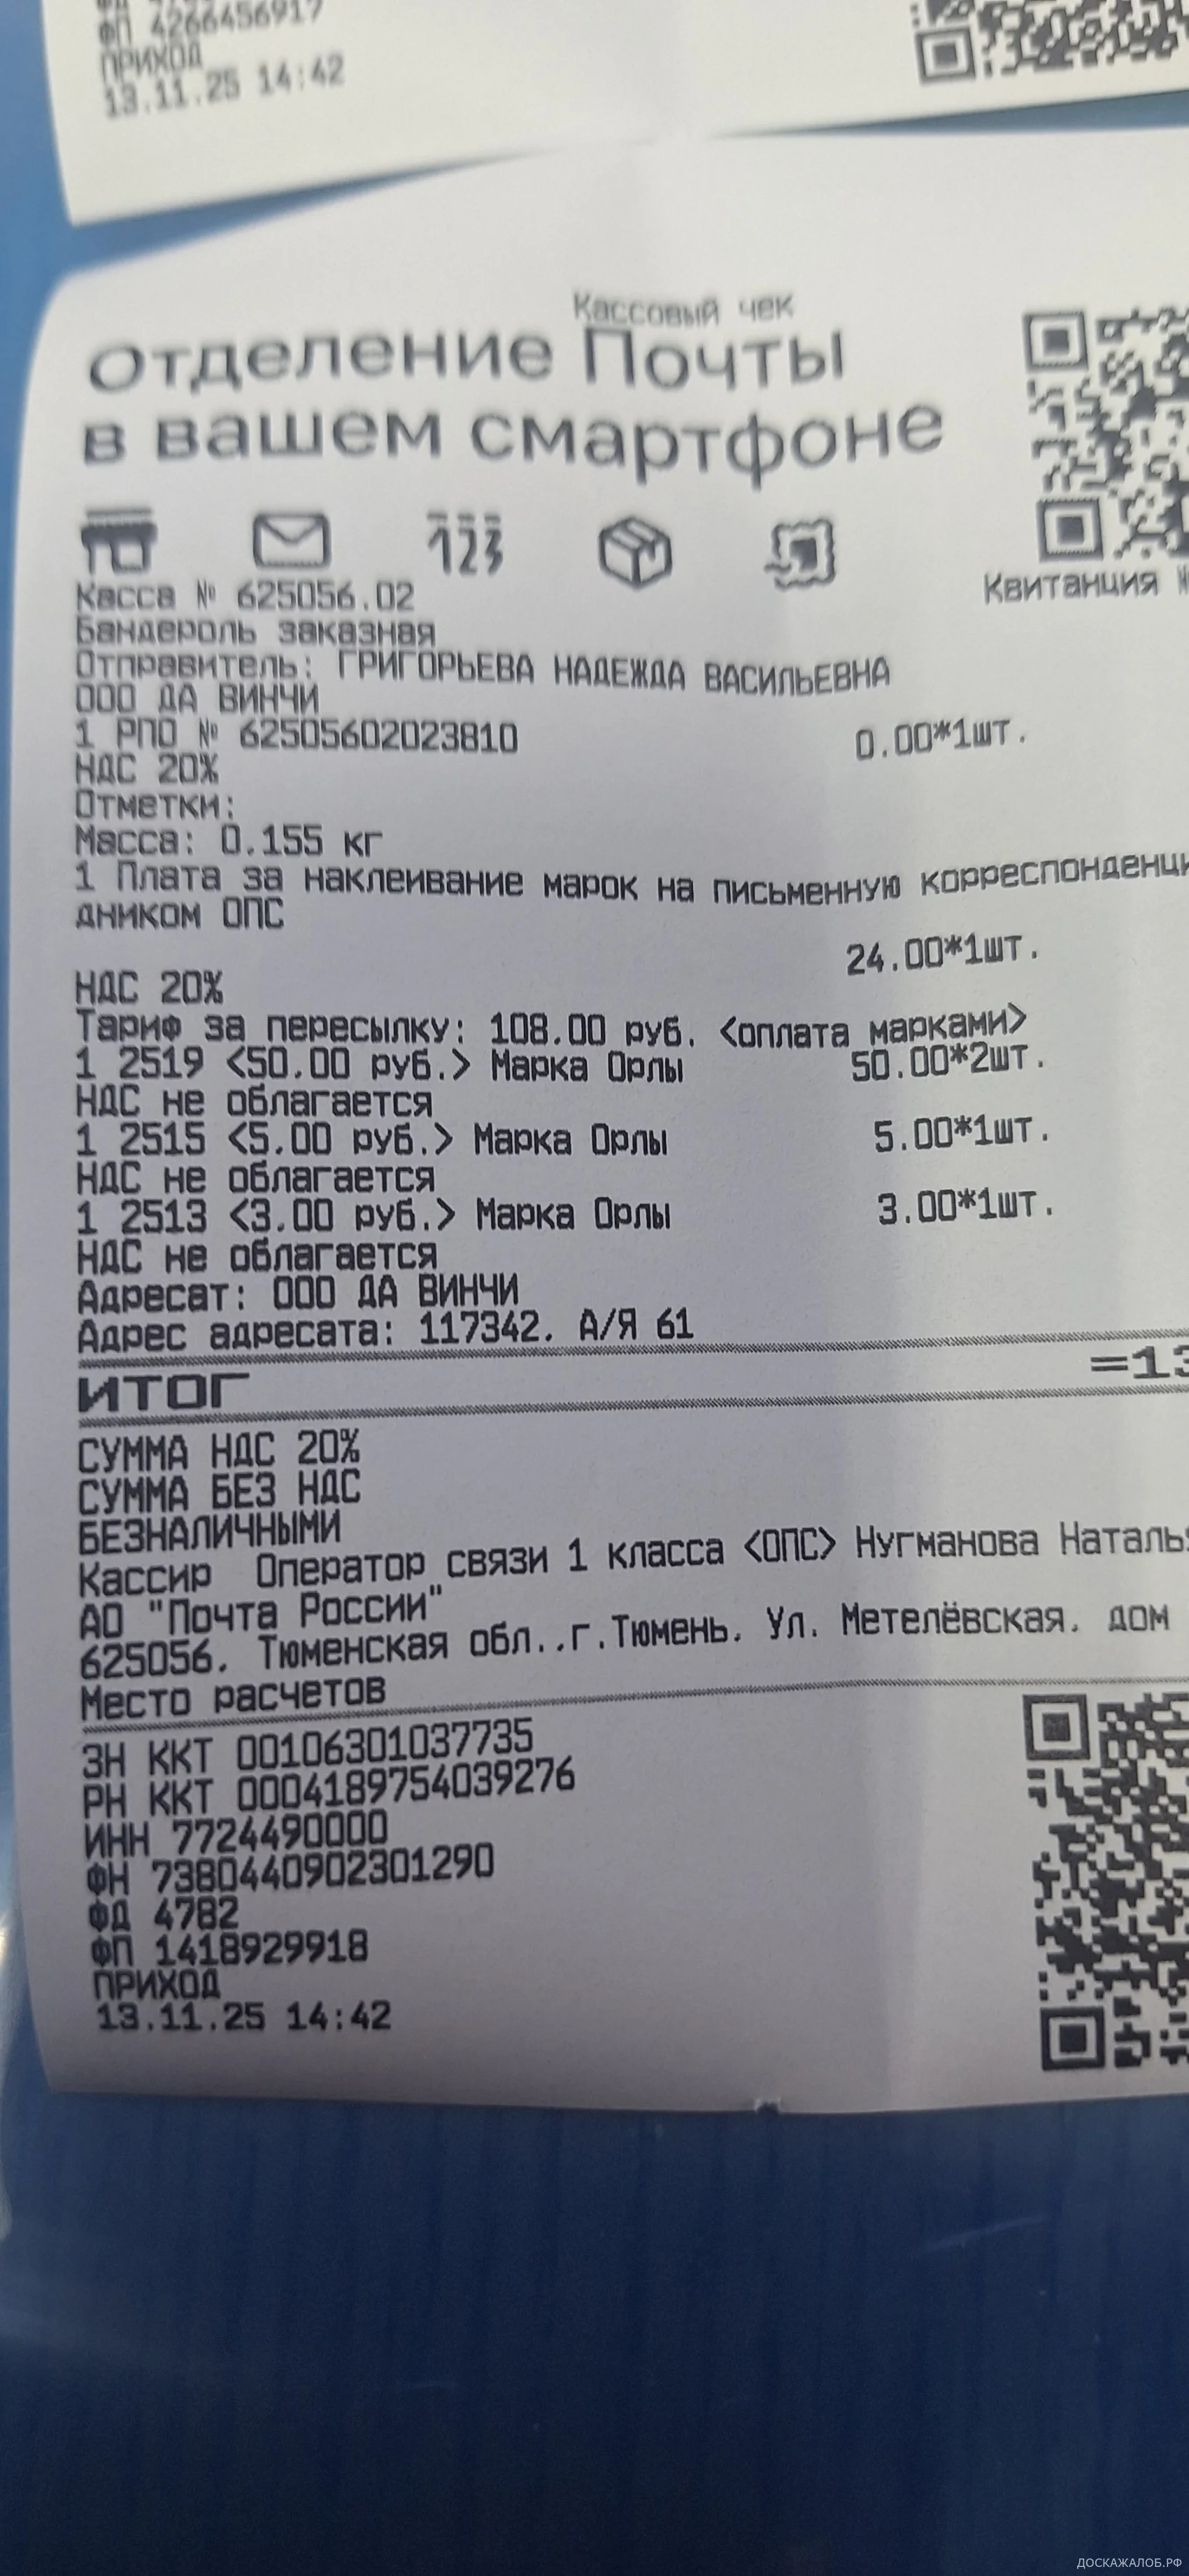 ФП 4266456917
ПРИХОД
13.11.25 14:42
Кассовый чек
Отделение Почты
в вашем смартфоне
123
Касса № 625056.02
Квитанция
Бандероль заказная
Отправитель: ГРИГОРЬЕВА НАДЕЖДА ВАСИЛЬЕВНА
ООО ДА ВИНЧИ
1 РПО № 62505602023810 0.00*1шт.
НДС 20%
Отметки:
Масса: 0.155 кг
1 Плата за наклеивание марок на письменную корреспонденци
дником ОПС
24.00*1шт.
НДС 20%
Тариф за пересылку: 108.00 руб. <оплата марками>
1 2519 <50.00 руб.> Марка Орлы 50.00*2шт.
НДС не облагается
1 2515 <5.00 руб.> Марка Орлы 5.00*1шт.
НДС не облагается
1 2513 <3.00 руб.> Марка Орлы 3.00*1шт.
НДС не облагается
Адресат: ООО ДА ВИНЧИ
Адрес адресата: 117342, А/Я 61
ИТОГ =13
СУММА НДС 20%
СУММА БЕЗ НДС
БЕЗНАЛИЧНЫМИ
Кассир Оператор связи 1 класса <ОПС> Нугманова Наталь
АО "Почта России"
625056, Тюменская обл.,г.Тюмень, Ул. Метелёвская, дом
Место расчетов
ЗН ККТ 00106301037735
РН ККТ 0004189754039276
ИНН 7724490000
ФН 7380440902301290
ФД 4782
ФП 1418929918
ПРИХОД
13.11.25 14:42
ДОСКАЖАЛОБ.РФ